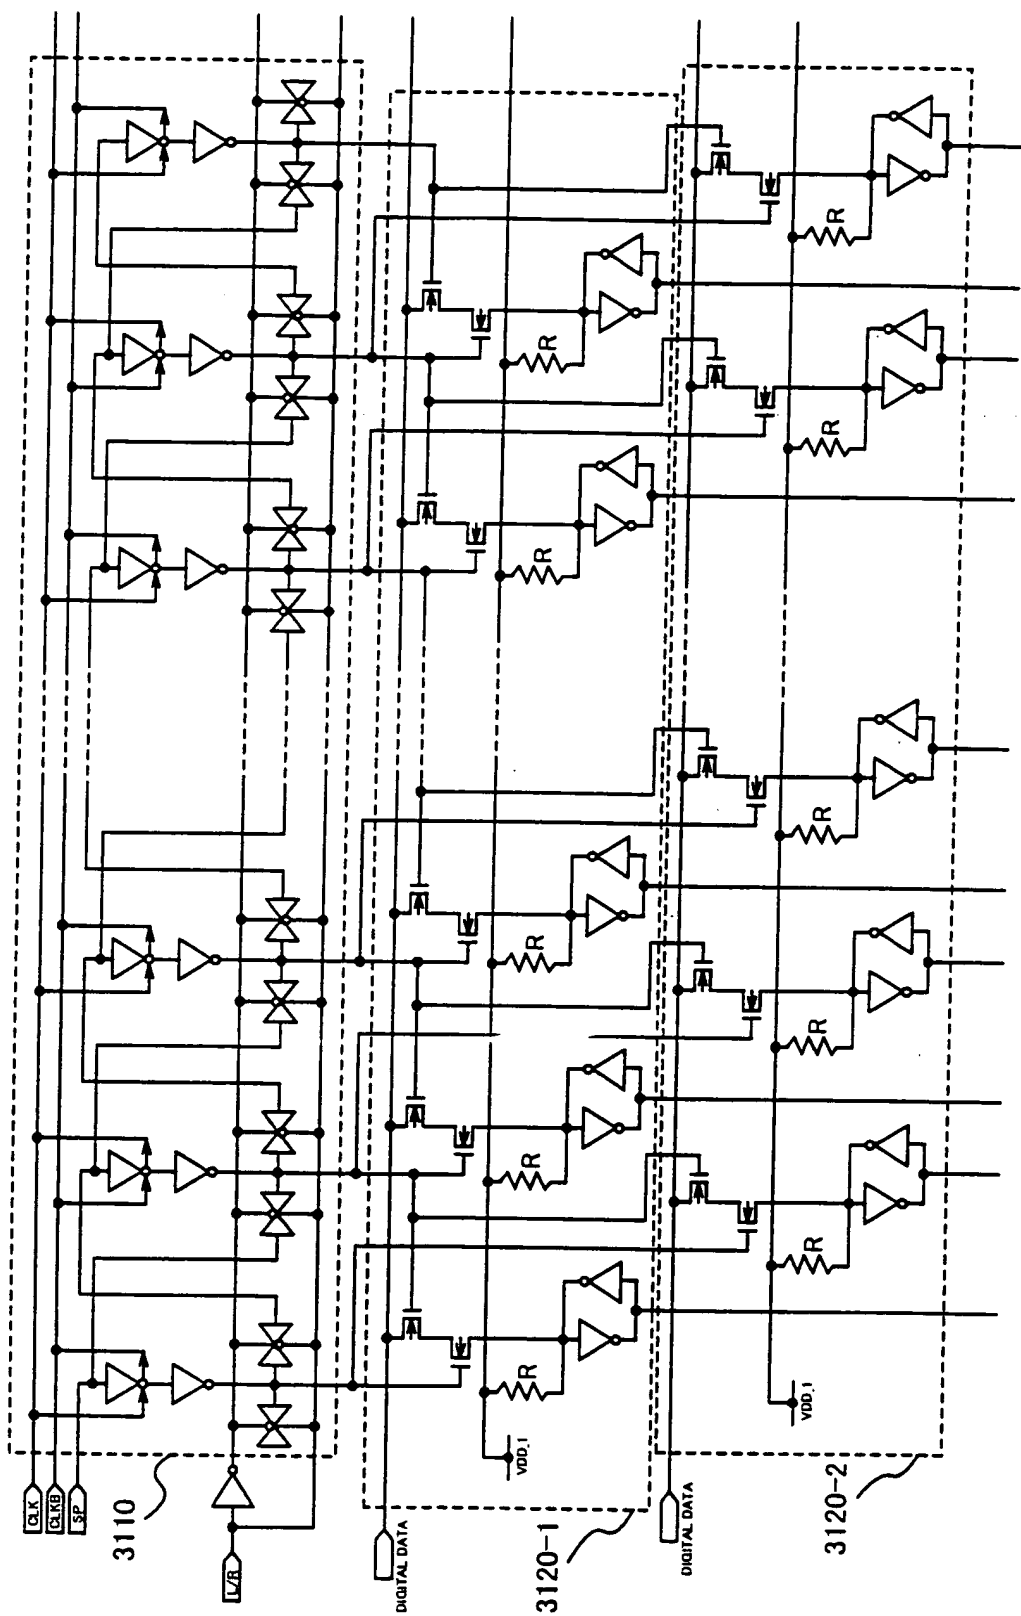 CLK
CLKB
SP
3110
L/R
DIGITAL DATA
3120-1
DIGITAL DATA
3120-2
VDD_1
VDD_1
R
R
R
R
R
R
R
R
R
R